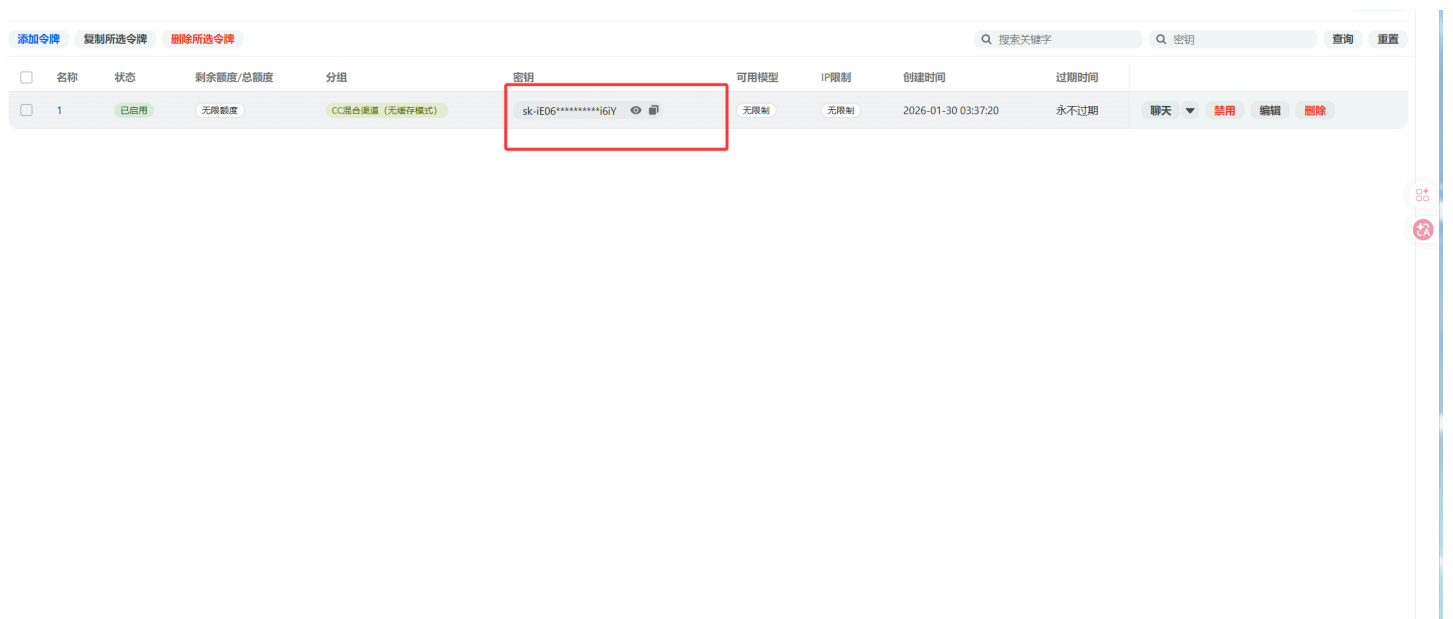 添加令牌 复制所选令牌 删除所选令牌 搜索关键字 密钥 查询 重置
名称 状态 剩余额度/总额度 分组 密钥 可用模型 IP限制 创建时间 过期时间
1 已启用 无限额度 CC混合渠道（无缓存模式） sk-iE06**********i6iY 无限制 无限制 2026-01-30 03:37:20 永不过期 聊天 禁用 编辑 删除